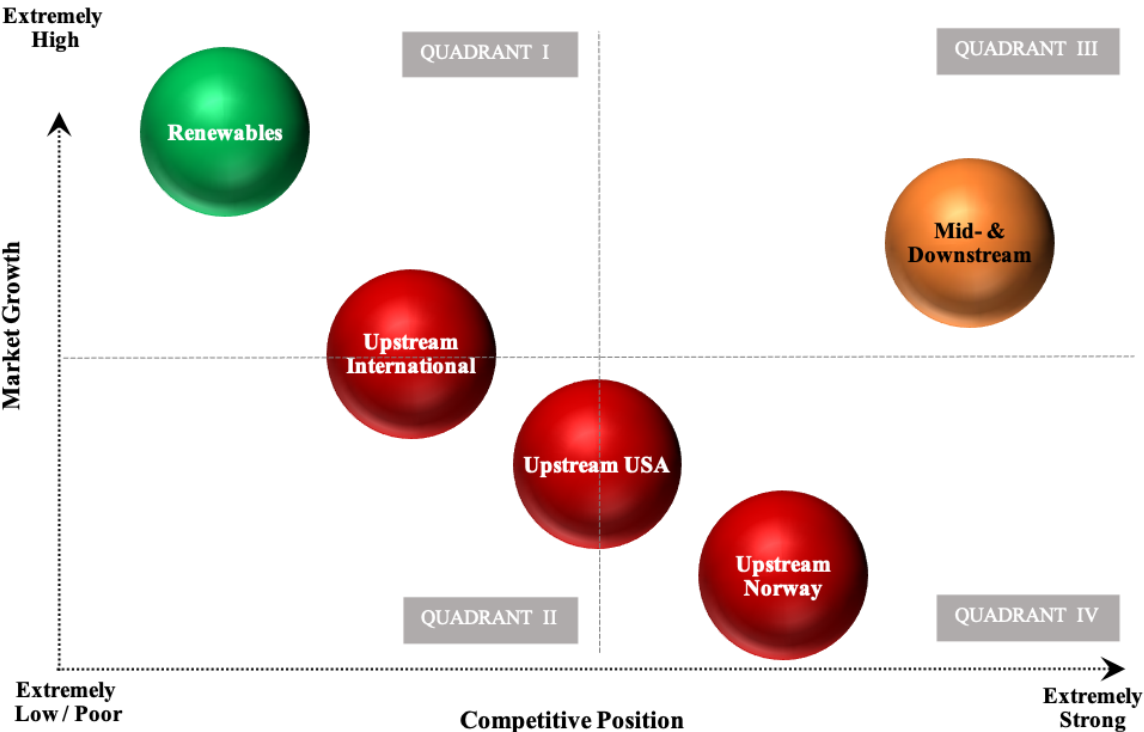 Extremely
High
QUADRANT I
QUADRANT III
Renewables
Mid- &
Downstream
Market Growth
Upstream
International
Upstream USA
Upstream
Norway
QUADRANT II
QUADRANT IV
Extremely
Low / Poor
Competitive Position
Extremely
Strong